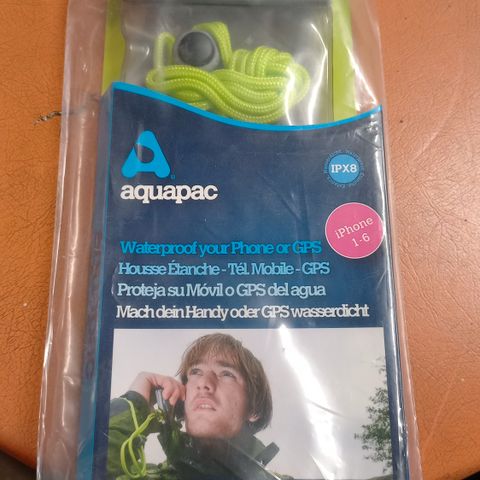 aquapac
IPX8
iPhone
1-6
Waterproof your Phone or GPS
Housse Étanche - Tél. Mobile - GPS
Proteja su Móvil o GPS del agua
Mach dein Handy oder GPS wasserdicht